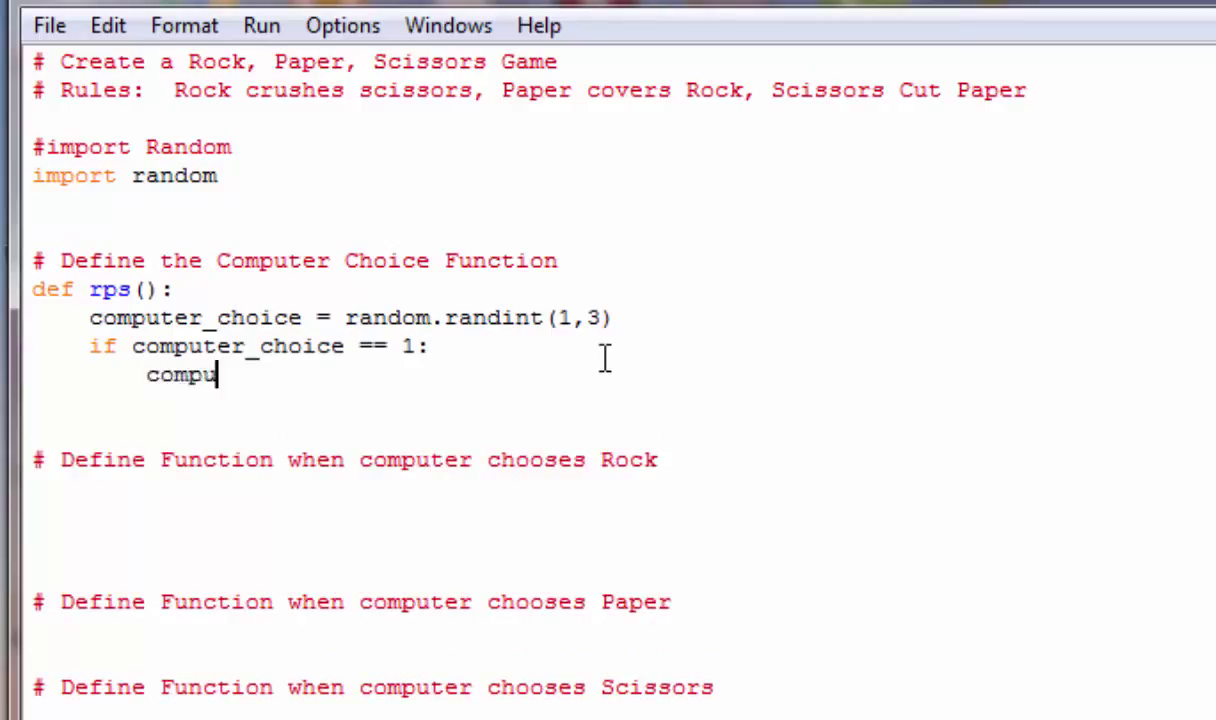 File Edit Format Run Options Windows Help
# Create a Rock, Paper, Scissors Game
# Rules:  Rock crushes scissors, Paper covers Rock, Scissors Cut Paper
#import Random
import random
# Define the Computer Choice Function
def rps():
    computer_choice = random.randint(1,3)
    if computer_choice == 1:
        compu
# Define Function when computer chooses Rock
# Define Function when computer chooses Paper
# Define Function when computer chooses Scissors